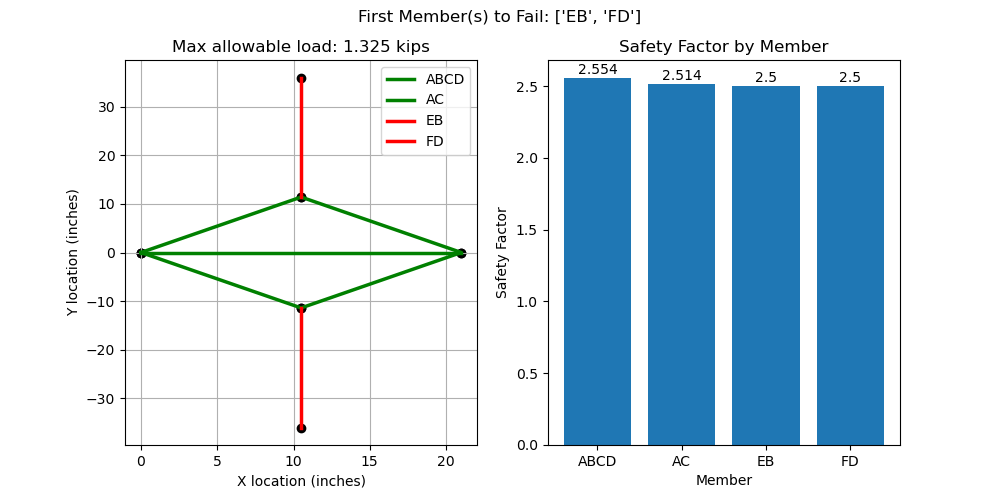 First Member(s) to Fail: ['EB', 'FD']
Max allowable load: 1.325 kips
ABCD
AC
EB
FD
30
20
10
0
−10
−20
−30
Y location (inches)
0 5 10 15 20
X location (inches)
Safety Factor by Member
2.554 2.514 2.5 2.5
2.5
2.0
1.5
1.0
0.5
0.0
Safety Factor
ABCD AC EB FD
Member